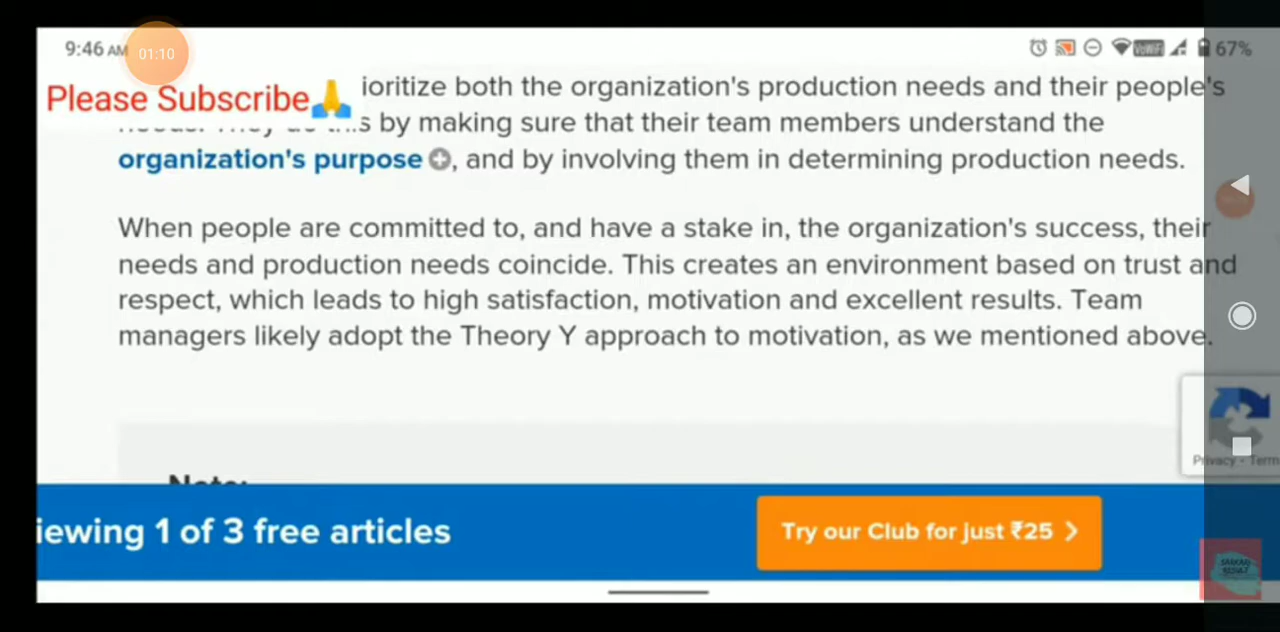 9:46 AM
01:10
VoWiFi
67%
Please Subscribe🙏
ioritize both the organization's production needs and their people's
s by making sure that their team members understand the
organization's purpose, and by involving them in determining production needs.
When people are committed to, and have a stake in, the organization's success, their
needs and production needs coincide. This creates an environment based on trust and
respect, which leads to high satisfaction, motivation and excellent results. Team
managers likely adopt the Theory Y approach to motivation, as we mentioned above.
Privacy - Term
Note:
iewing 1 of 3 free articles
Try our Club for just ₹25 >